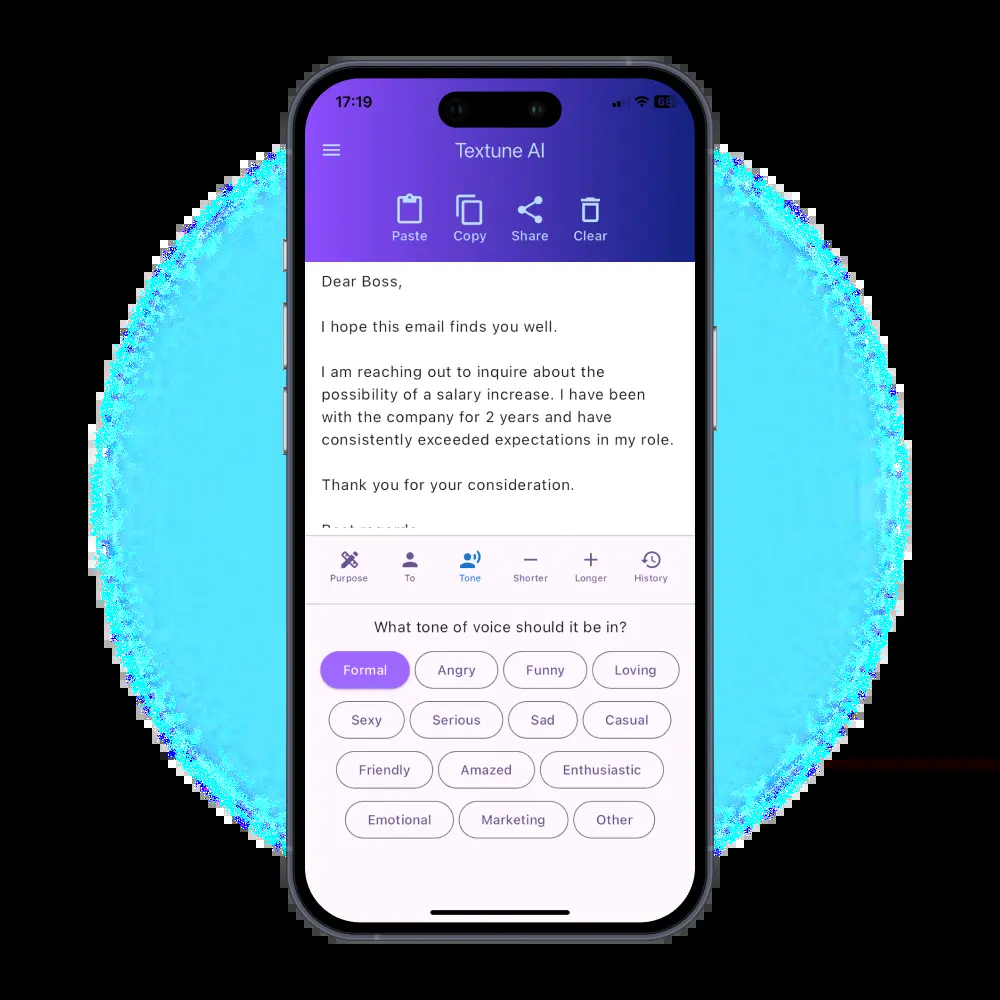 17:19
68
Textune AI
Paste Copy Share Clear
Dear Boss,
I hope this email finds you well.
I am reaching out to inquire about the
possibility of a salary increase. I have been
with the company for 2 years and have
consistently exceeded expectations in my role.
Thank you for your consideration.
Best regards
Purpose To Tone Shorter Longer History
What tone of voice should it be in?
Formal Angry Funny Loving
Sexy Serious Sad Casual
Friendly Amazed Enthusiastic
Emotional Marketing Other